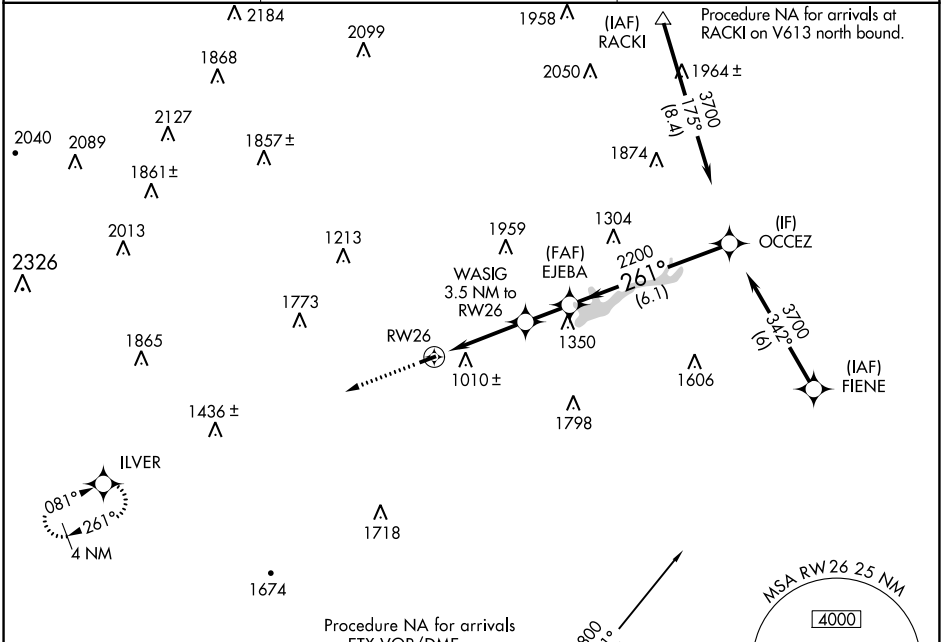 2184
1958
(IAF)
RACKI
Procedure NA for arrivals at
RACKI on V613 north bound.
2099
1868
2050
1964 ±
3700
175°
(8.4)
2127
2040
2089
1857 ±
1874
1861 ±
2013
1213
1959
1304
(IF)
OCCEZ
2326
(FAF)
EJEBA
2200
261°
(6.1)
WASIG
3.5 NM to
RW26
1773
RW26
1350
3700
342°
(6)
1865
1010 ±
1606
(IAF)
FIENE
1436 ±
1798
ILVER
081°
261°
4 NM
1718
1674
MSA RW 26 25 NM
4000
Procedure NA for arrivals